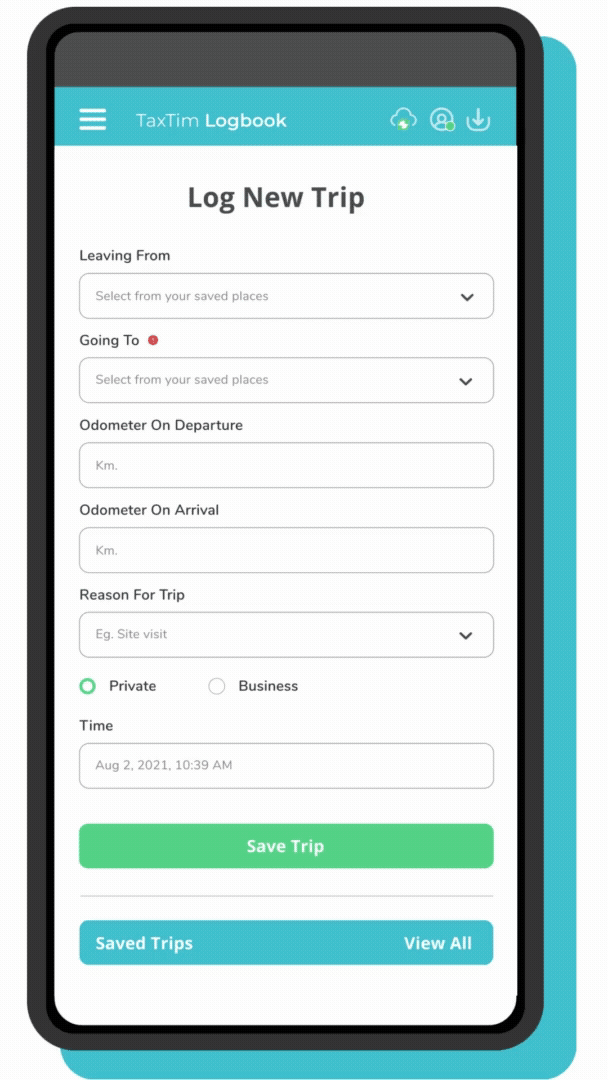 TaxTim Logbook
Log New Trip
Leaving From
Select from your saved places
Going To
Select from your saved places
Odometer On Departure
Km.
Odometer On Arrival
Km.
Reason For Trip
Eg. Site visit
Private Business
Time
Aug 2, 2021, 10:39 AM
Save Trip
Saved Trips View All